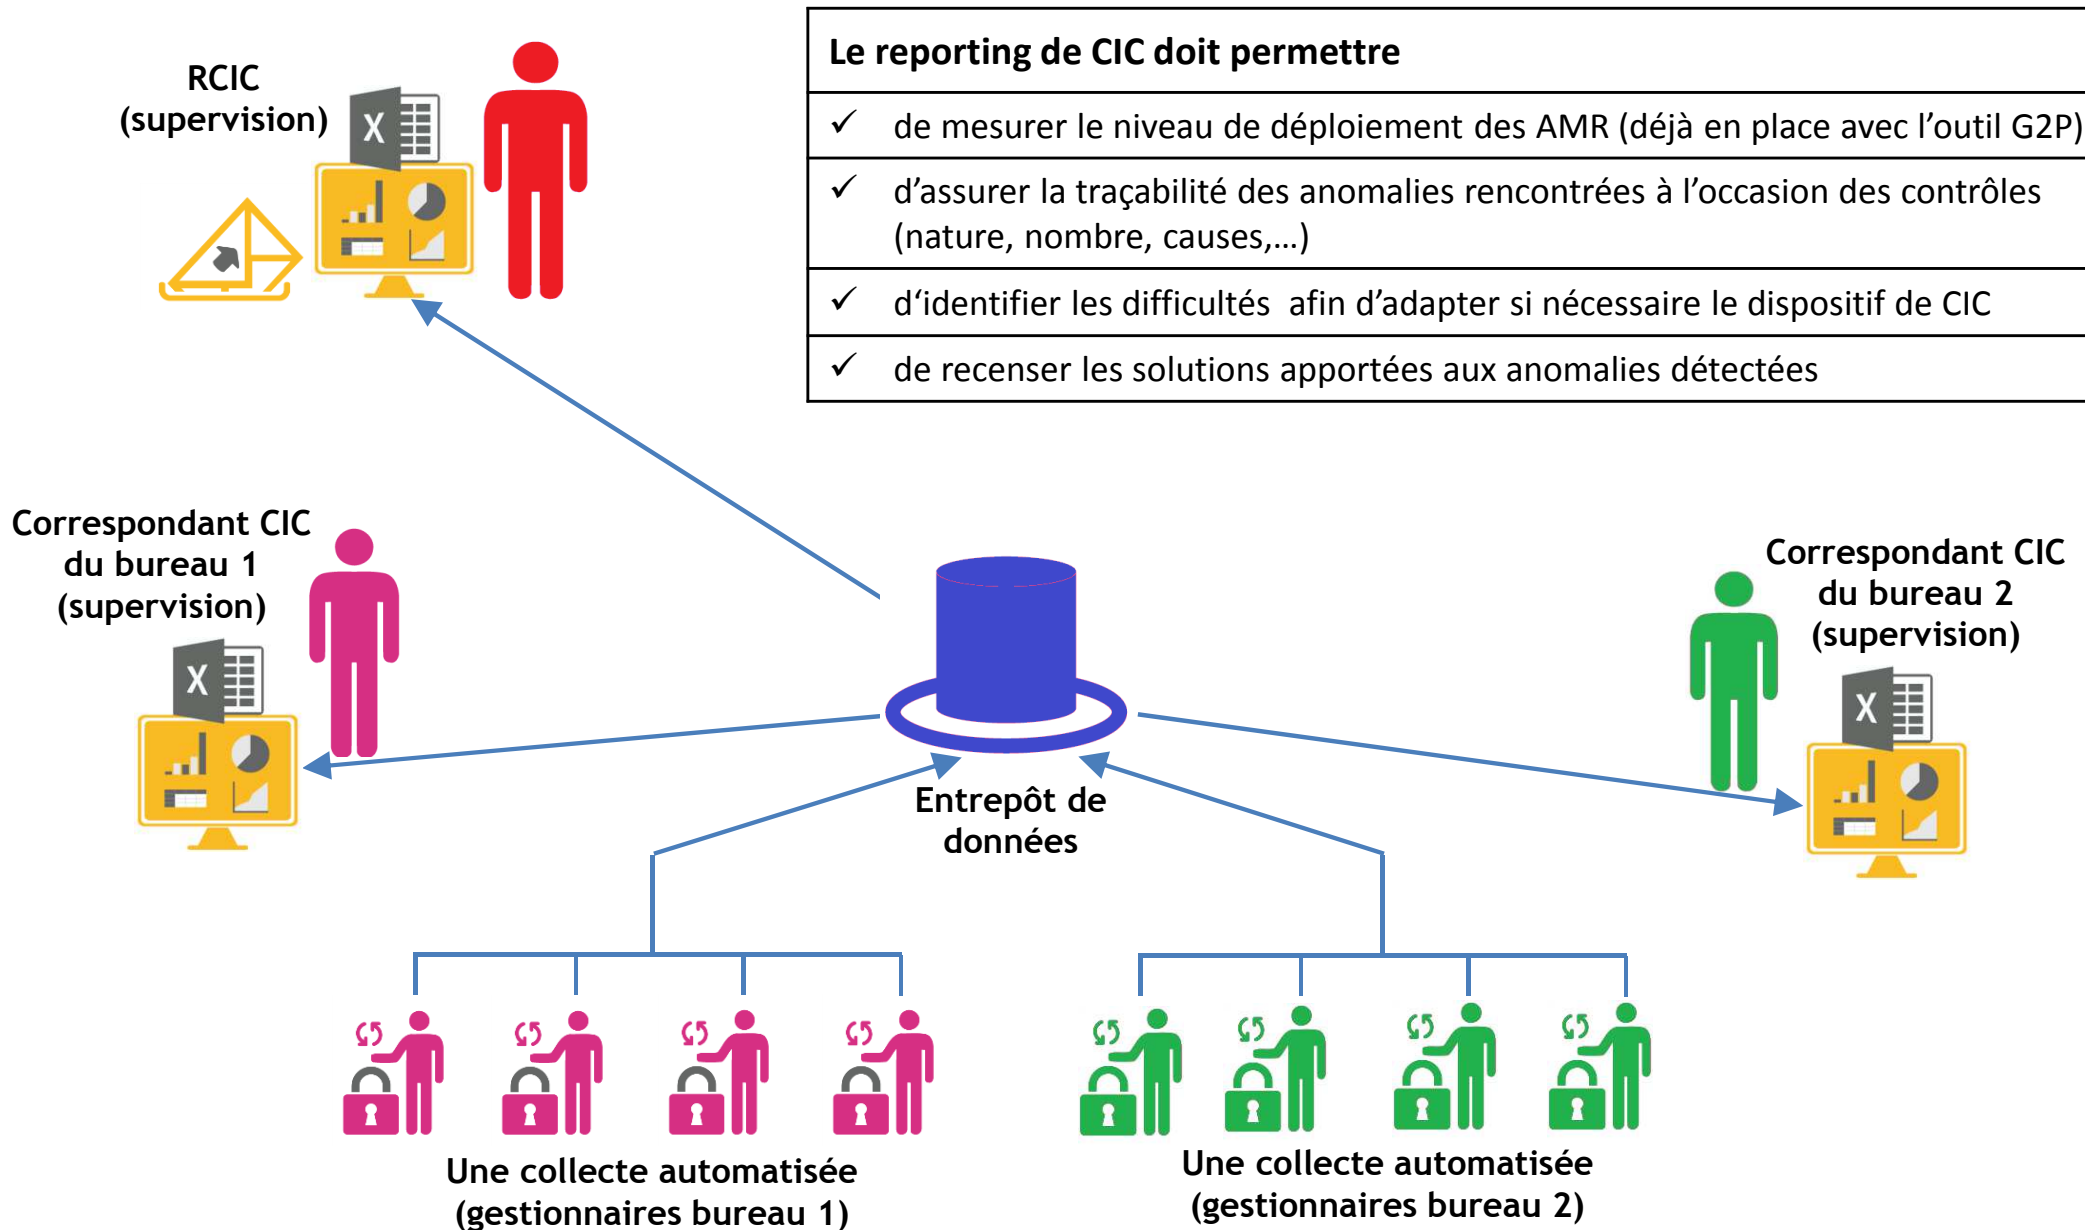 RCIC
(supervision)
X
Le reporting de CIC doit permettre
✓ de mesurer le niveau de déploiement des AMR (déjà en place avec l’outil G2P)
✓ d’assurer la traçabilité des anomalies rencontrées à l’occasion des contrôles
(nature, nombre, causes,…)
✓ d‘identifier les difficultés afin d’adapter si nécessaire le dispositif de CIC
✓ de recenser les solutions apportées aux anomalies détectées
Correspondant CIC
du bureau 1
(supervision)
X
Correspondant CIC
du bureau 2
(supervision)
X
Entrepôt de
données
Une collecte automatisée
(gestionnaires bureau 1)
Une collecte automatisée
(gestionnaires bureau 2)